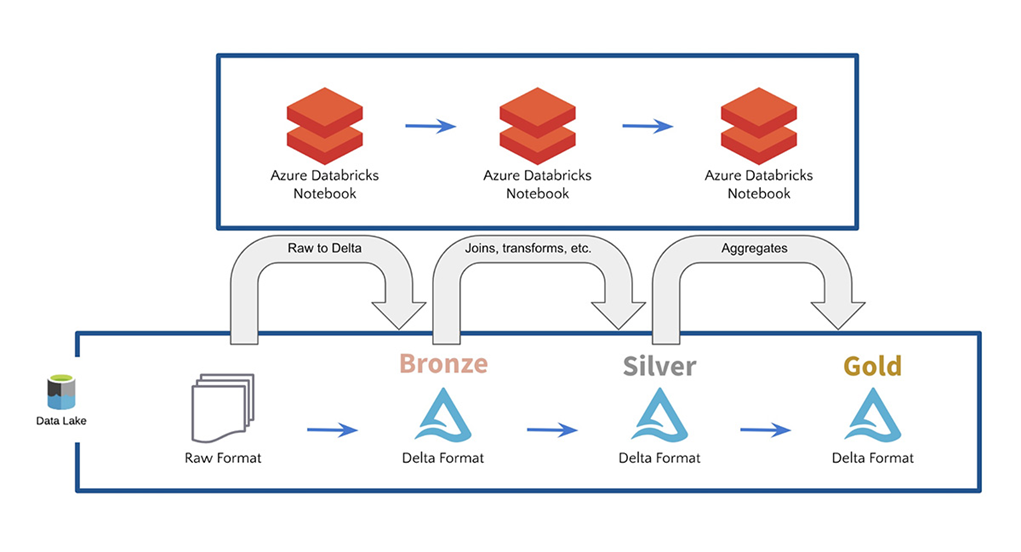 Azure Databricks
Notebook
Azure Databricks
Notebook
Azure Databricks
Notebook
Raw to Delta
Joins, transforms, etc.
Aggregates
Bronze
Silver
Gold
Data Lake
Raw Format
Delta Format
Delta Format
Delta Format